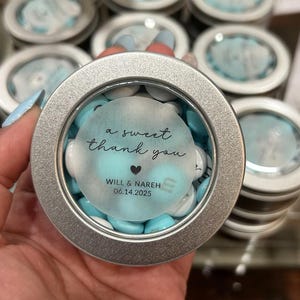 a sweet
thank you
WILL & NAREH
06.14.2025